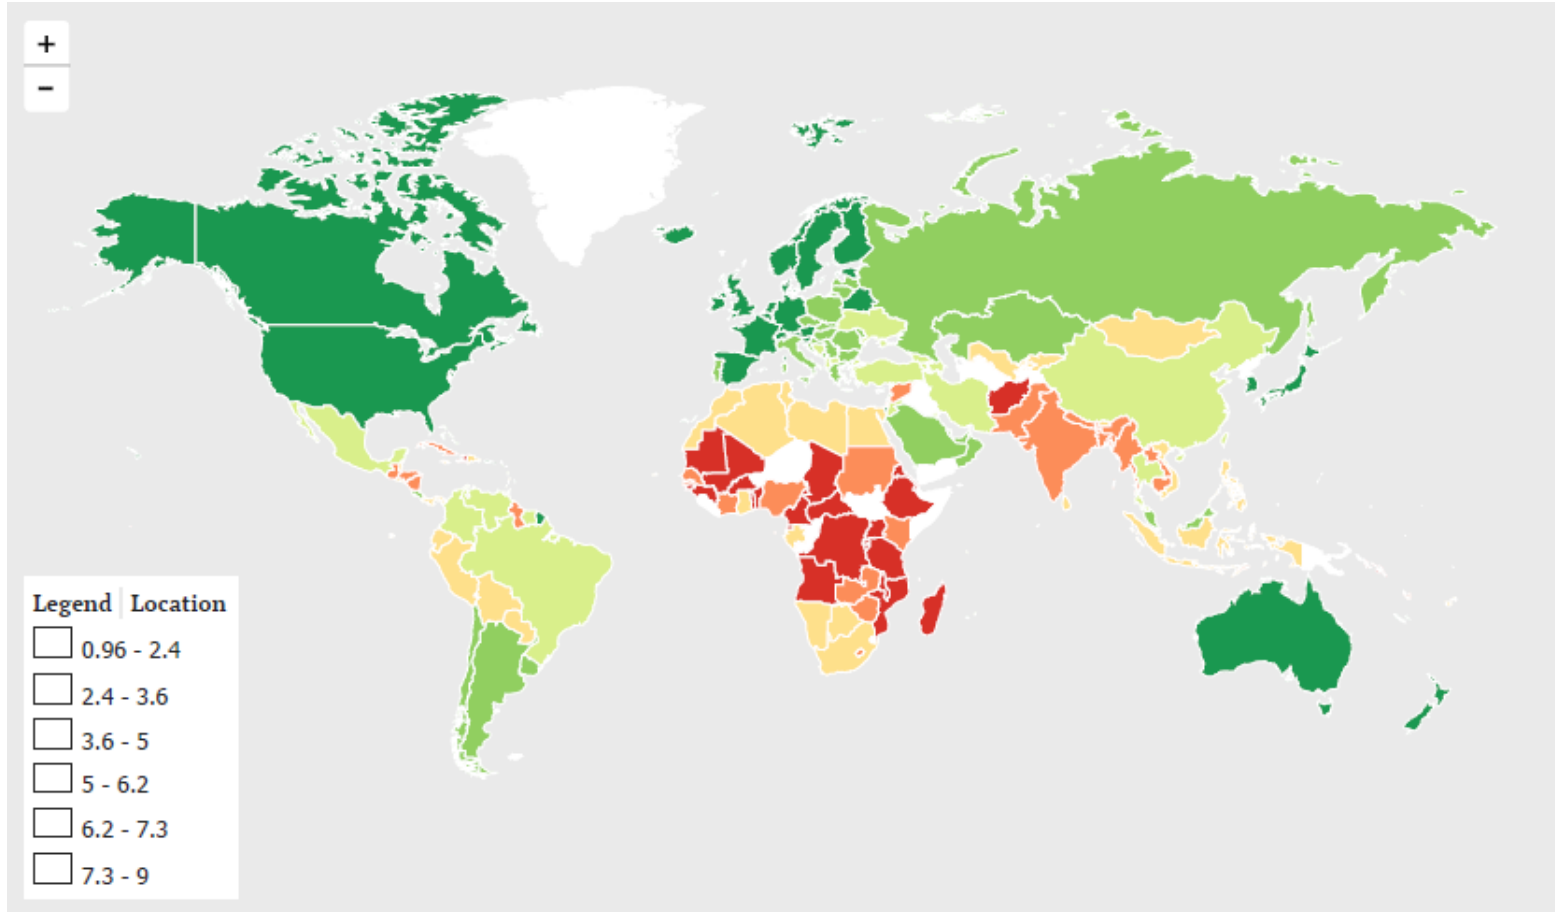 +
−
Legend | Location
0.96 - 2.4
2.4 - 3.6
3.6 - 5
5 - 6.2
6.2 - 7.3
7.3 - 9